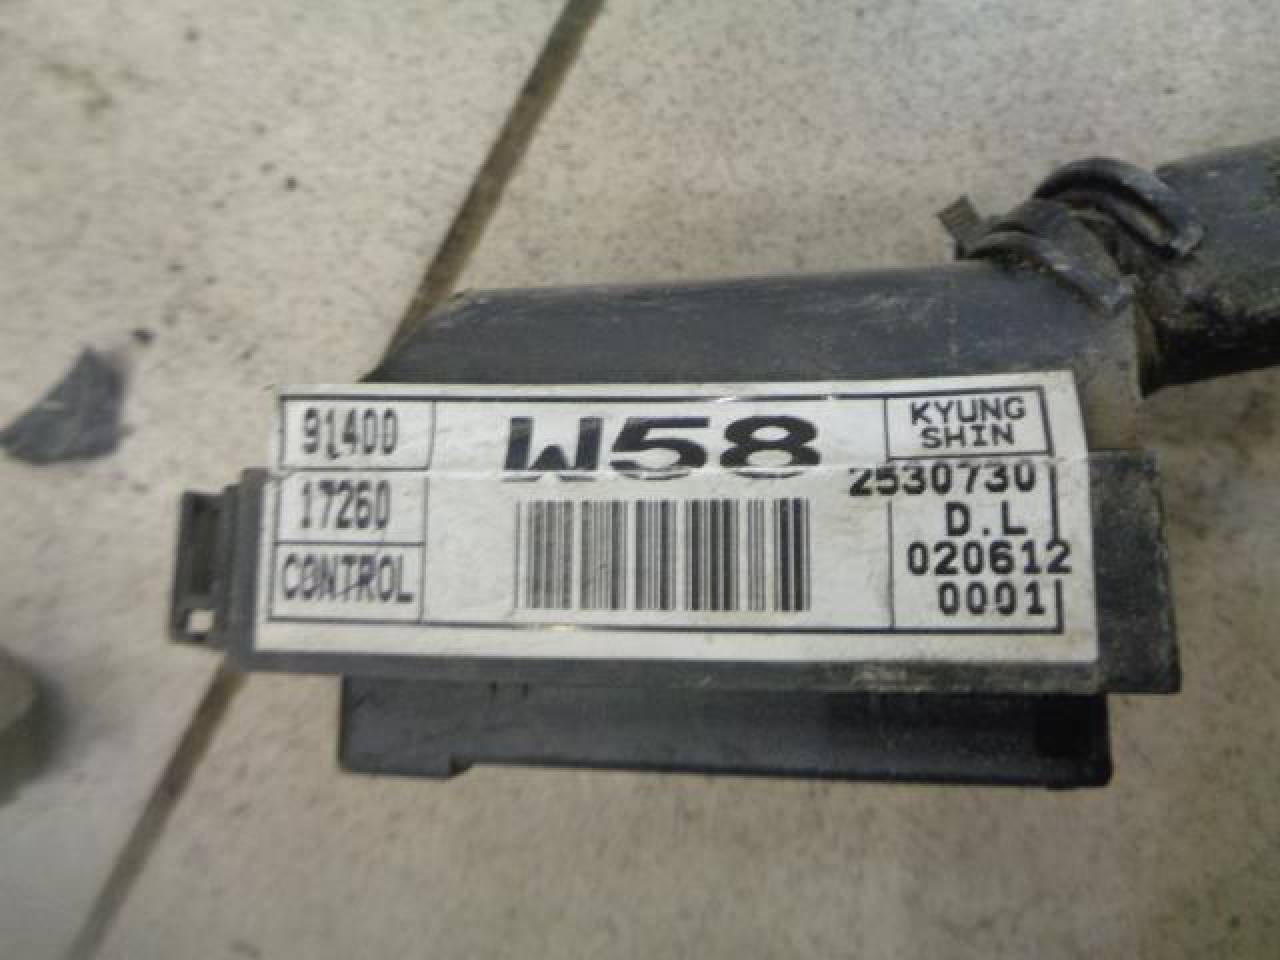 91400
17260
CONTROL
W58
KYUNG
SHIN
2530730
D.L
020612
0001